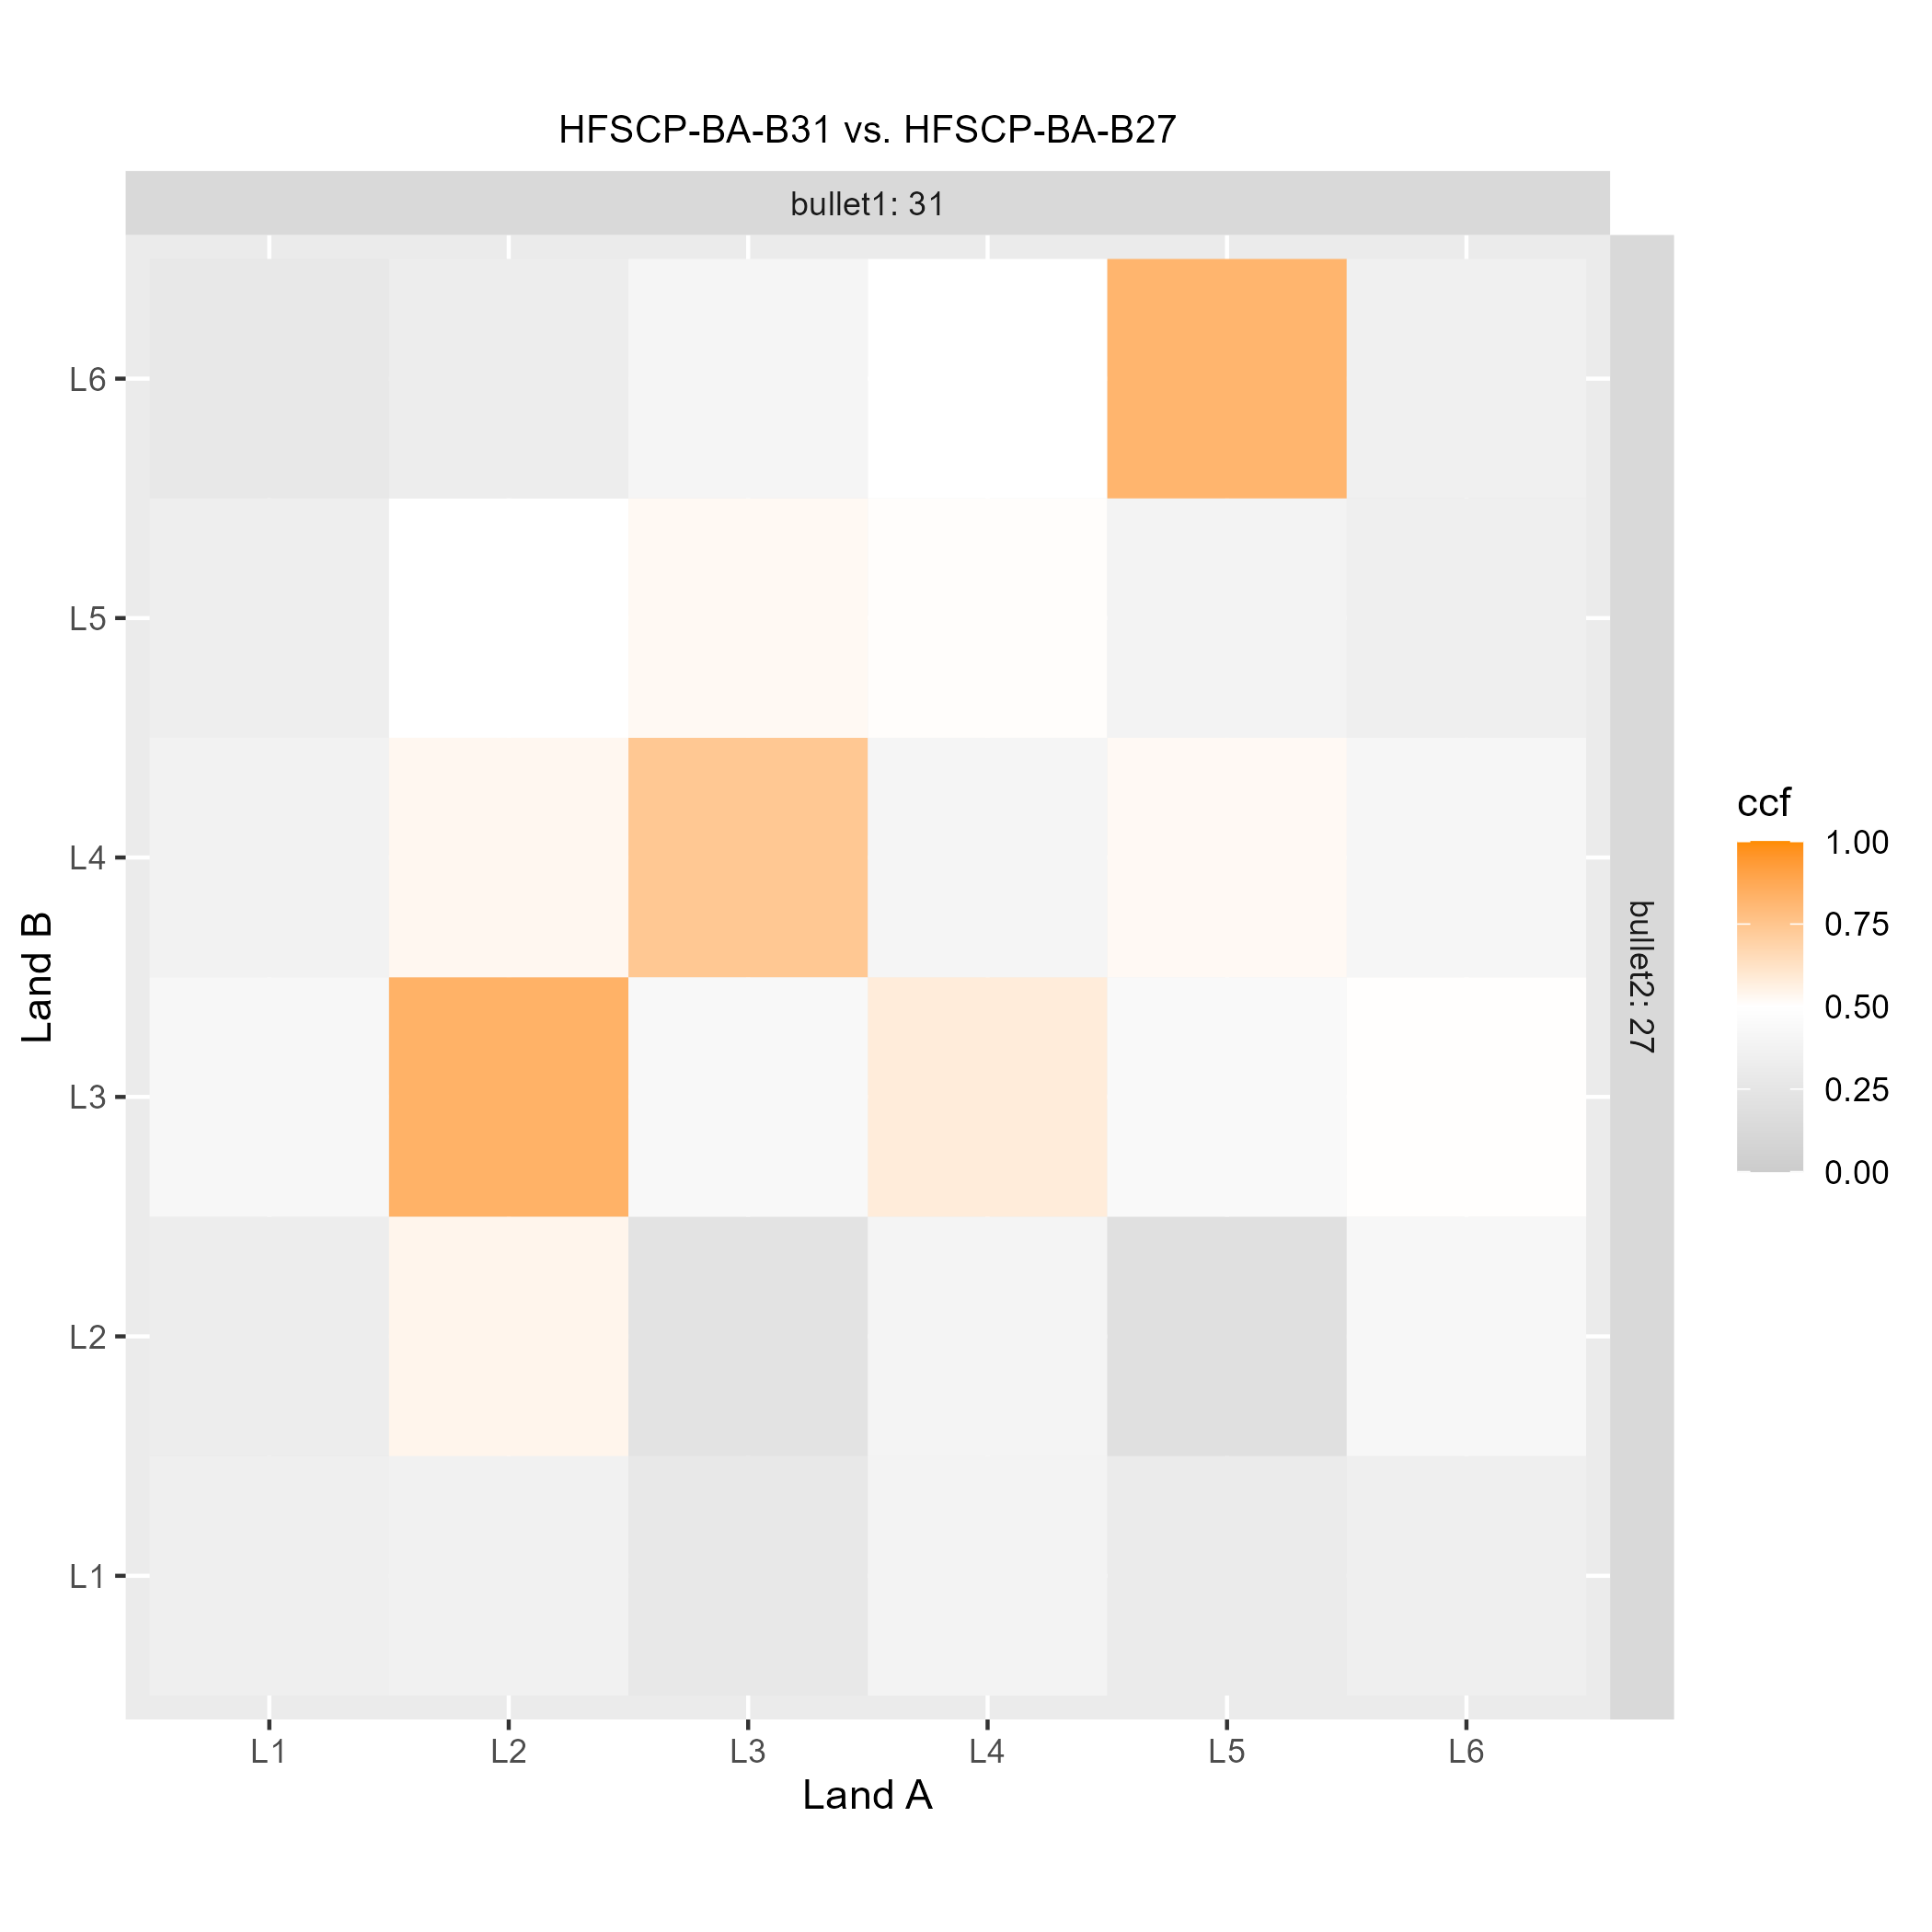 HFSCP-BA-B31 vs. HFSCP-BA-B27
bullet1: 31
L6
L5
L4
L3
L2
L1
Land B
bullet2: 27
L1 L2 L3 L4 L5 L6
Land A
ccf
1.00
0.75
0.50
0.25
0.00